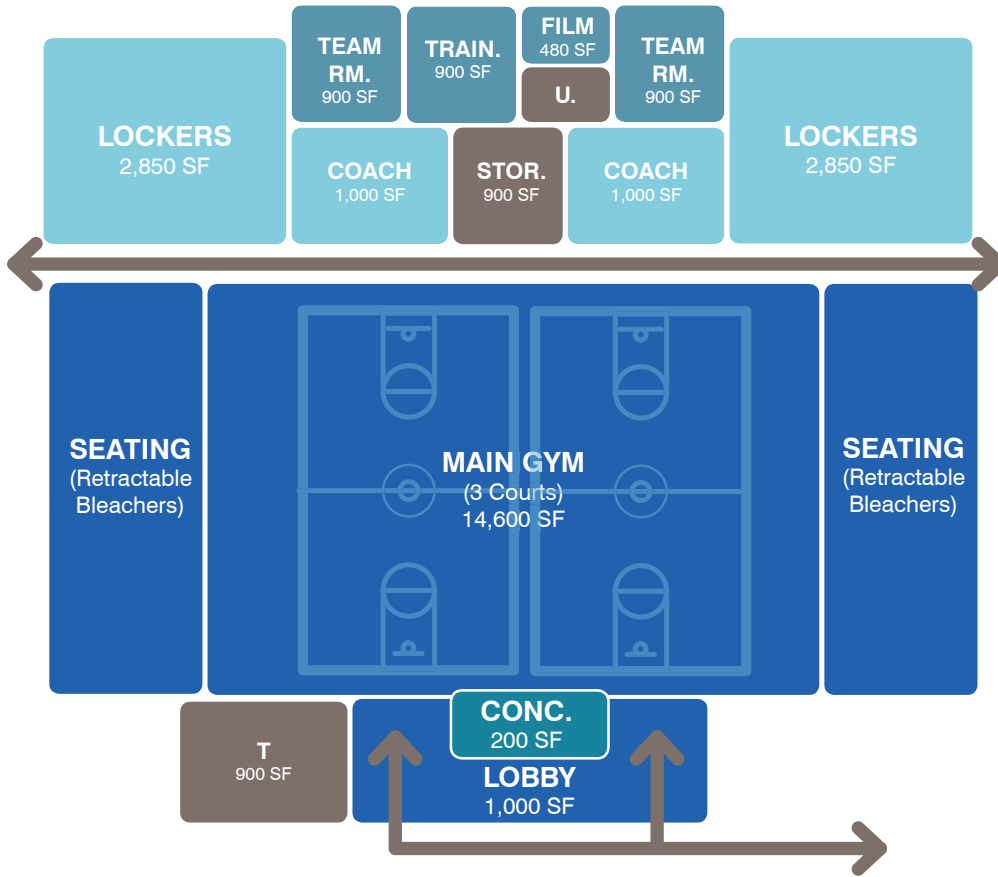 TEAM
RM.
900 SF
TRAIN.
900 SF
FILM
480 SF
U.
TEAM
RM.
900 SF
LOCKERS
2,850 SF
COACH
1,000 SF
STOR.
900 SF
COACH
1,000 SF
LOCKERS
2,850 SF
SEATING
(Retractable
Bleachers)
MAIN GYM
(3 Courts)
14,600 SF
SEATING
(Retractable
Bleachers)
T
900 SF
CONC.
200 SF
LOBBY
1,000 SF